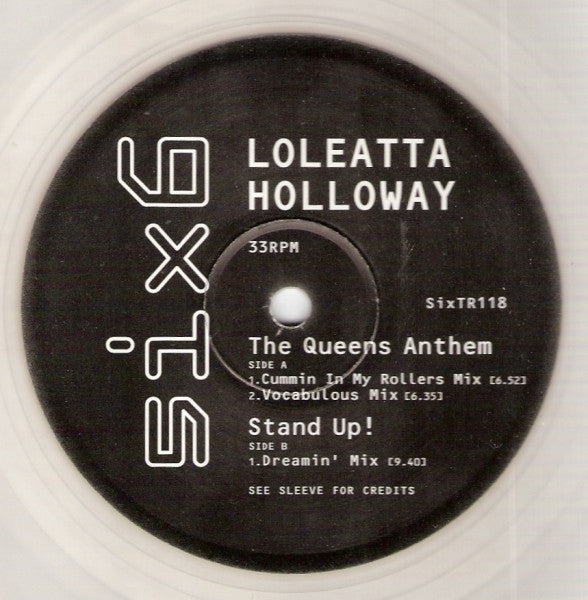 six6
LOLEATTA
HOLLOWAY
33RPM
SixTR118
The Queens Anthem
SIDE A
1.Cummin In My Rollers Mix [6.52]
2.Vocabulous Mix [6.35]
Stand Up!
SIDE B
1.Dreamin' Mix [9.40]
SEE SLEEVE FOR CREDITS